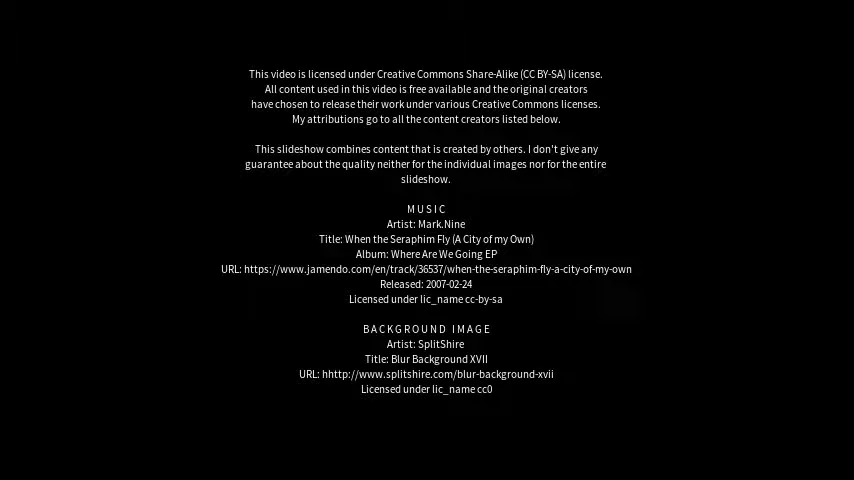 This video is licensed under Creative Commons Share-Alike (CC BY-SA) license.
All content used in this video is free available and the original creators
have chosen to release their work under various Creative Commons licenses.
My attributions go to all the content creators listed below.
This slideshow combines content that is created by others. I don't give any
guarantee about the quality neither for the individual images nor for the entire
slideshow.
MUSIC
Artist: Mark.Nine
Title: When the Seraphim Fly (A City of my Own)
Album: Where Are We Going EP
URL: https://www.jamendo.com/en/track/36537/when-the-seraphim-fly-a-city-of-my-own
Released: 2007-02-24
Licensed under lic_name cc-by-sa
BACKGROUND IMAGE
Artist: SplitShire
Title: Blur Background XVII
URL: hhttp://www.splitshire.com/blur-background-xvii
Licensed under lic_name cc0